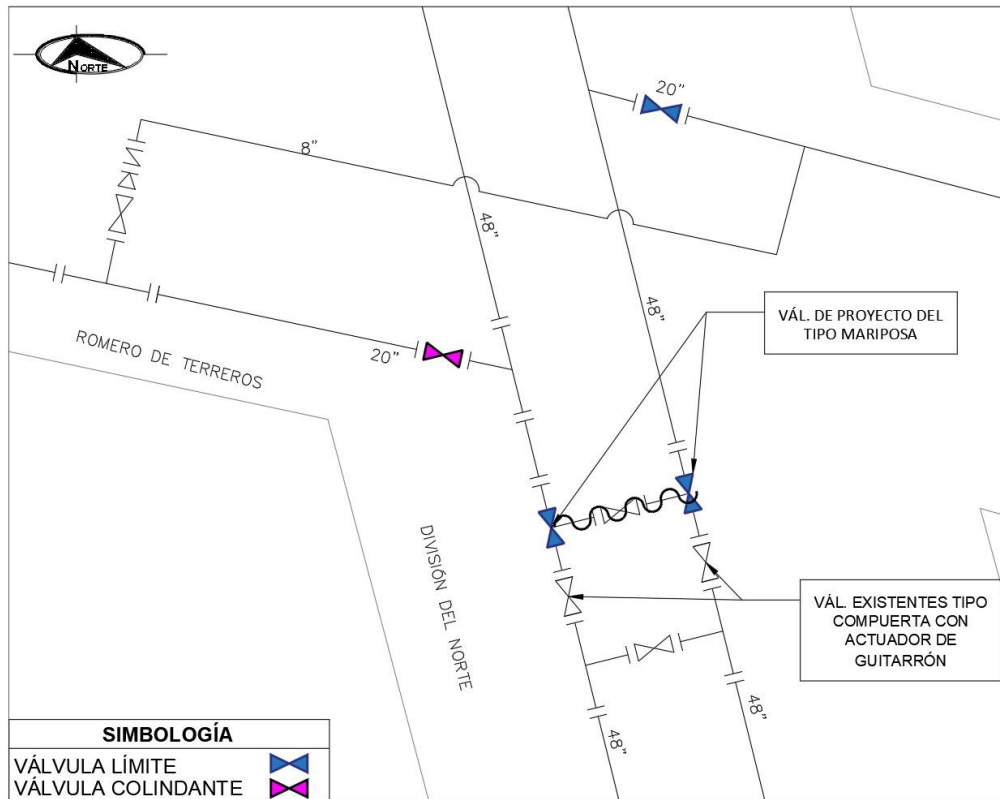 NORTE
20"
8"
48"
48"
VÁL. DE PROYECTO DEL
TIPO MARIPOSA
ROMERO DE TERREROS
20"
DIVISIÓN DEL NORTE
VÁL. EXISTENTES TIPO
COMPUERTA CON
ACTUADOR DE
GUITARRÓN
48"
48"
SIMBOLOGÍA
VÁLVULA LÍMITE
VÁLVULA COLINDANTE